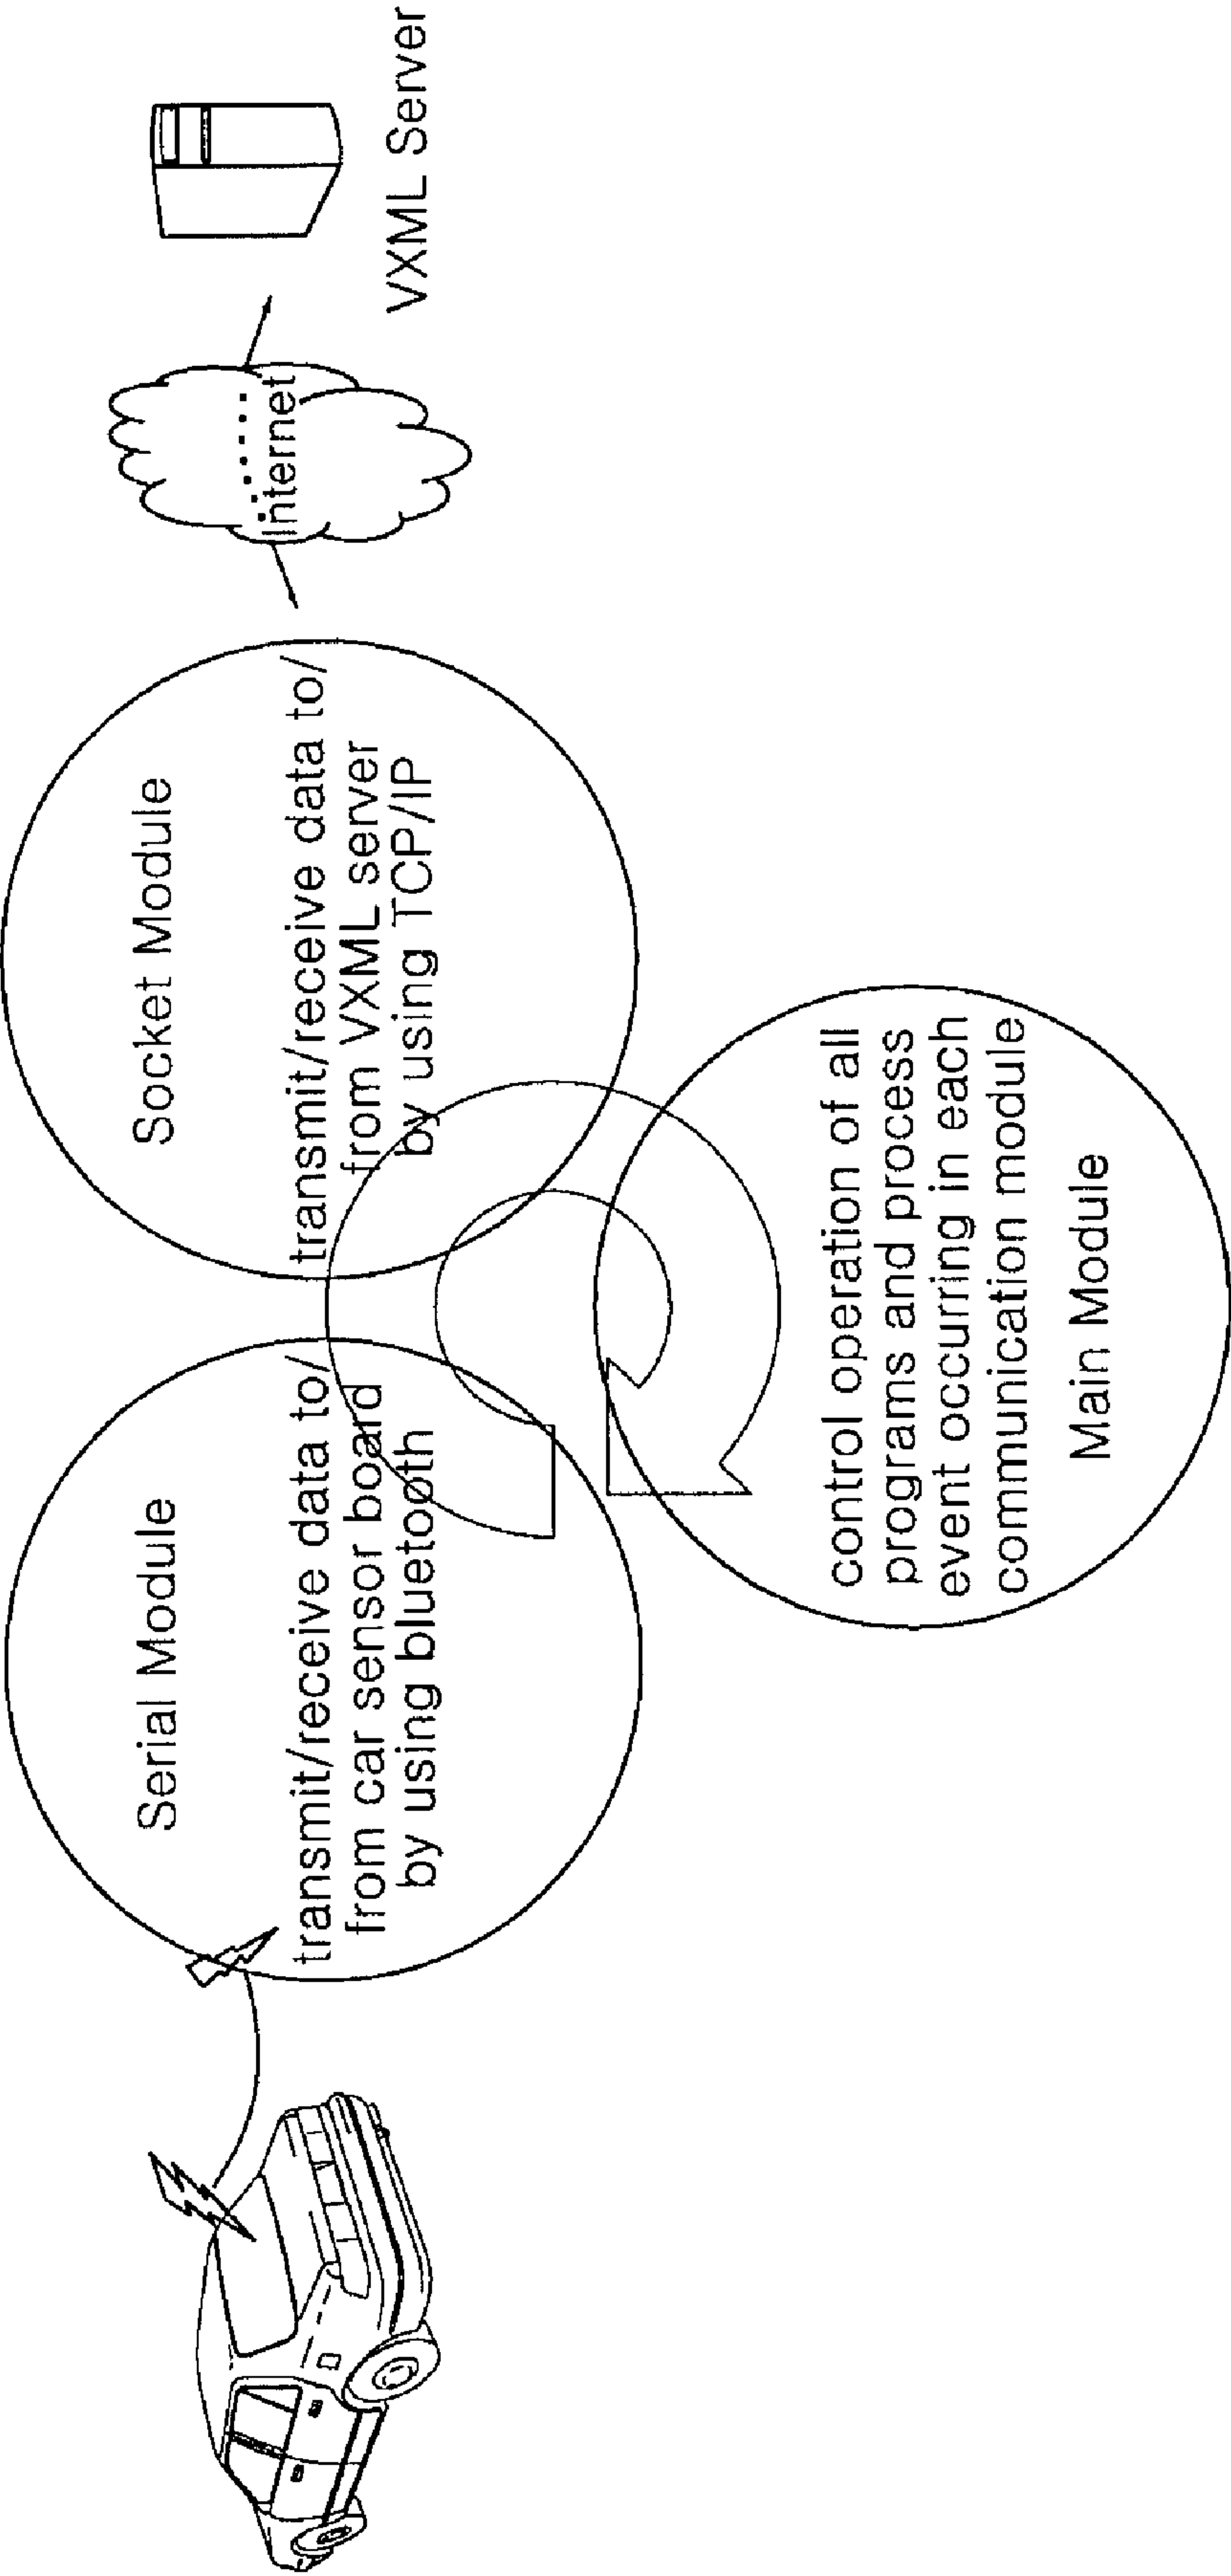 Serial Module
transmit/receive data to/
from car sensor board
by using bluetooth
Socket Module
transmit/receive data to/
from VXML server
by using TCP/IP
Internet
VXML Server
control operation of all
programs and process
event occurring in each
communication module
Main Module